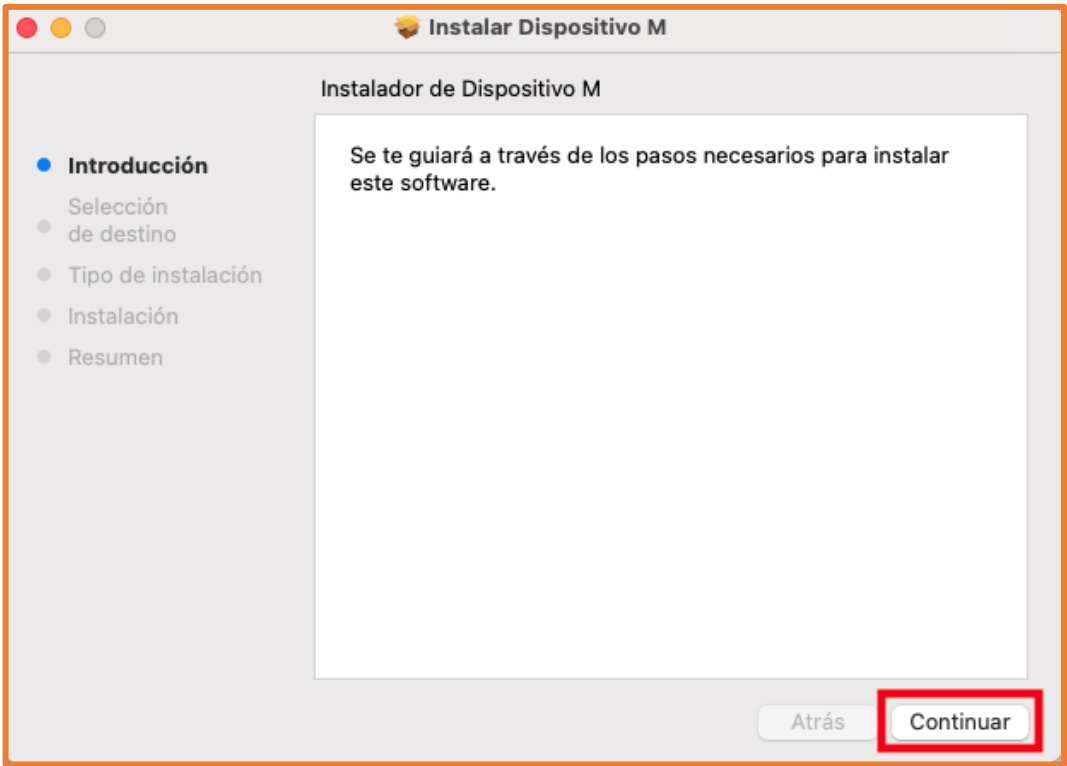 Instalar Dispositivo M
Instalador de Dispositivo M
Introducción
Selección
de destino
Tipo de instalación
Instalación
Resumen
Se te guiará a través de los pasos necesarios para instalar
este software.
Atrás
Continuar